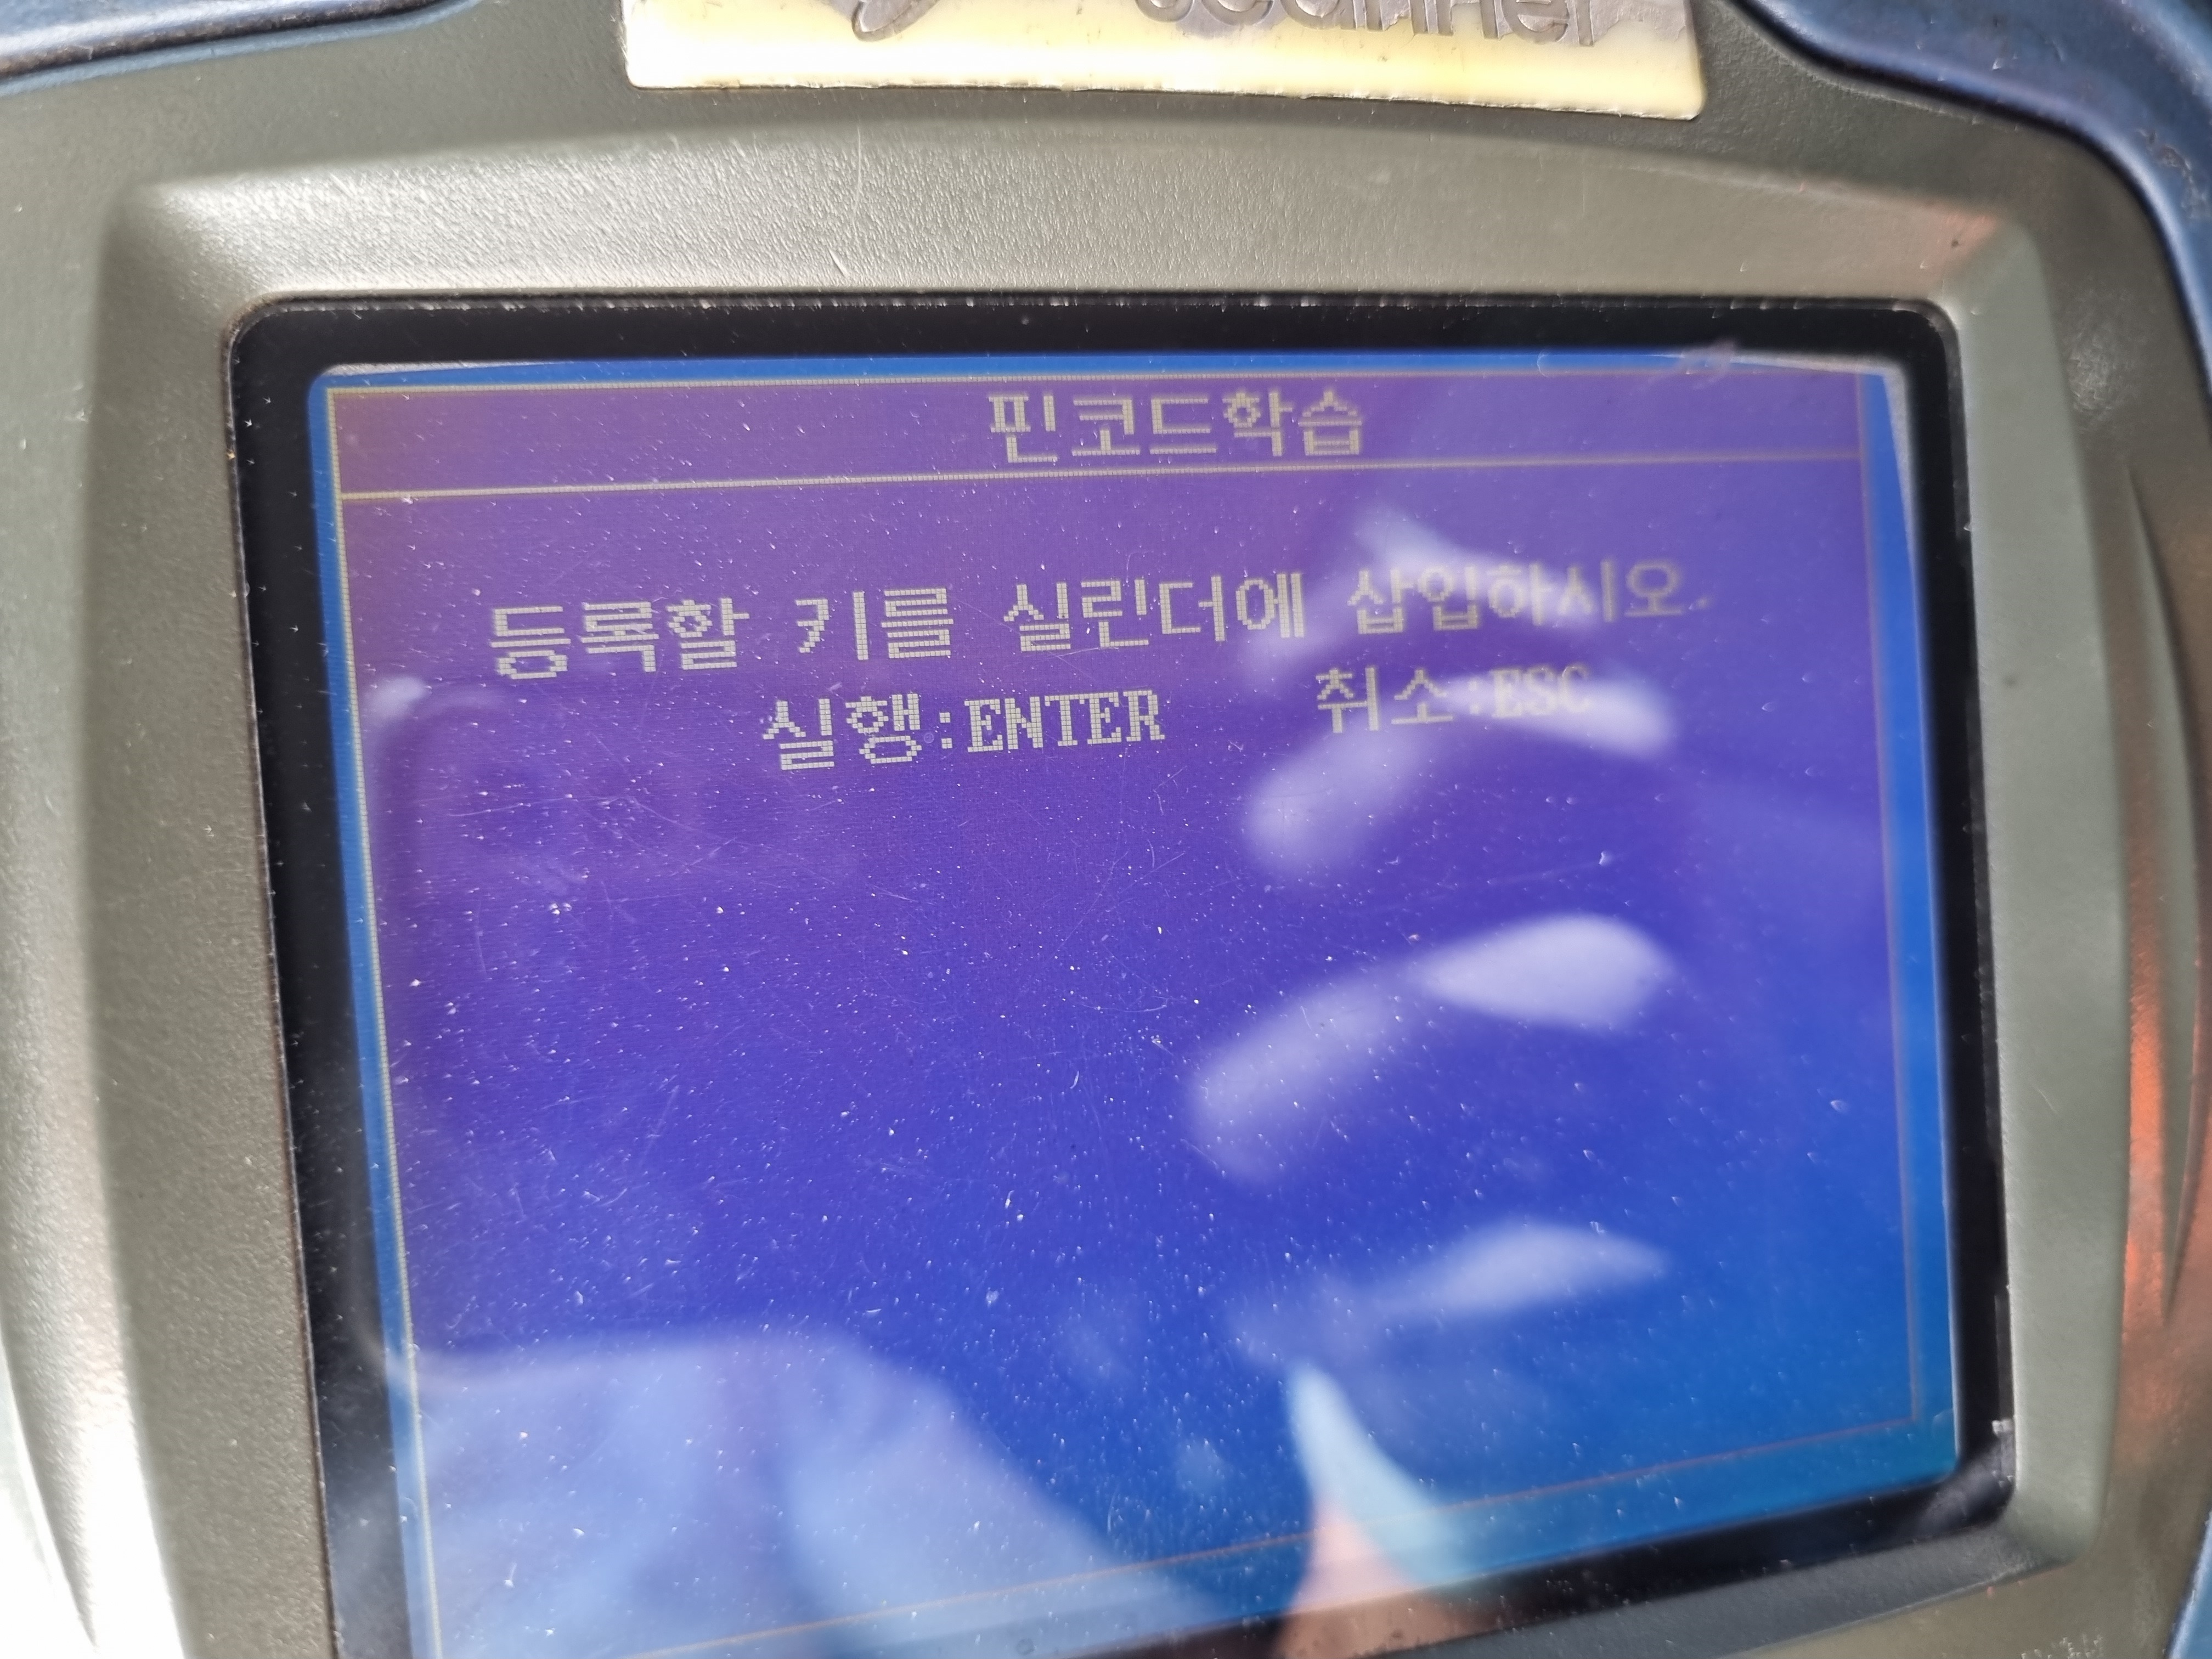 scanner
핀코드학습
등록할 키를 실린더에 삽입하시오.
실행:ENTER 취소:ESC